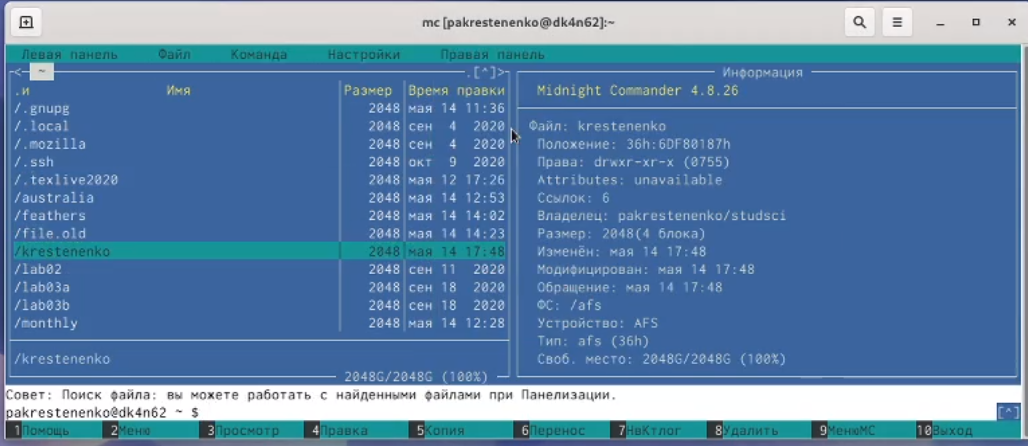 mc [pakrestenenko@dk4n62]:~
Левая панель Файл Команда Настройки Правая панель
<─ ~ .[^]>
.и Имя Размер Время правки
/.gnupg 2048 мая 14 11:36
/.local 2048 сен 4 2020
/.mozilla 2048 сен 4 2020
/.ssh 2048 окт 9 2020
/.texlive2020 2048 мая 12 17:26
/australia 2048 мая 14 12:53
/feathers 2048 мая 14 14:02
/file.old 2048 мая 14 14:23
/krestenenko 2048 мая 14 17:48
/lab02 2048 сен 11 2020
/lab03a 2048 сен 18 2020
/lab03b 2048 сен 18 2020
/monthly 2048 мая 14 12:28
/krestenenko
2048G/2048G (100%)
Информация
Midnight Commander 4.8.26
Файл: krestenenko
Положение: 36h:6DF80187h
Права: drwxr-xr-x (0755)
Attributes: unavailable
Ссылок: 6
Владелец: pakrestenenko/studsci
Размер: 2048(4 блока)
Изменён: мая 14 17:48
Модифицирован: мая 14 17:48
Обращение: мая 14 17:48
ФС: /afs
Устройство: AFS
Тип: afs (36h)
Своб. место: 2048G/2048G (100%)
Совет: Поиск файла: вы можете работать с найденными файлами при Панелизации.
pakrestenenko@dk4n62 ~ $ [^]
1Помощь 2Меню 3Просмотр 4Правка 5Копия 6Перенос 7НвКтлог 8Удалить 9МенюMC 10Выход